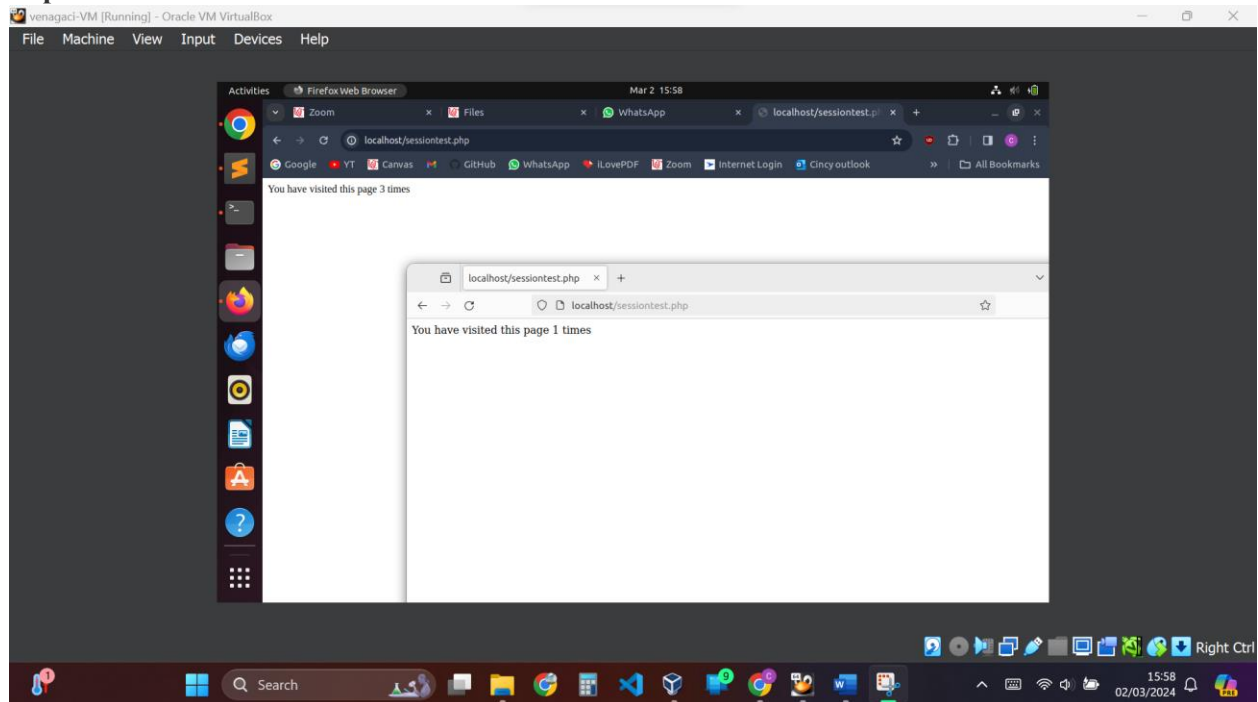 venagaci-VM [Running] - Oracle VM VirtualBox
File Machine View Input Devices Help
Activities Firefox Web Browser Mar 2 15:58
Zoom × Files × WhatsApp × localhost/sessiontest.p × +
localhost/sessiontest.php
Google YT Canvas GitHub WhatsApp iLovePDF Zoom Internet Login Cincy outlook » All Bookmarks
You have visited this page 3 times
localhost/sessiontest.php × +
localhost/sessiontest.php
You have visited this page 1 times
Right Ctrl
1 Search 9 15:58
02/03/2024